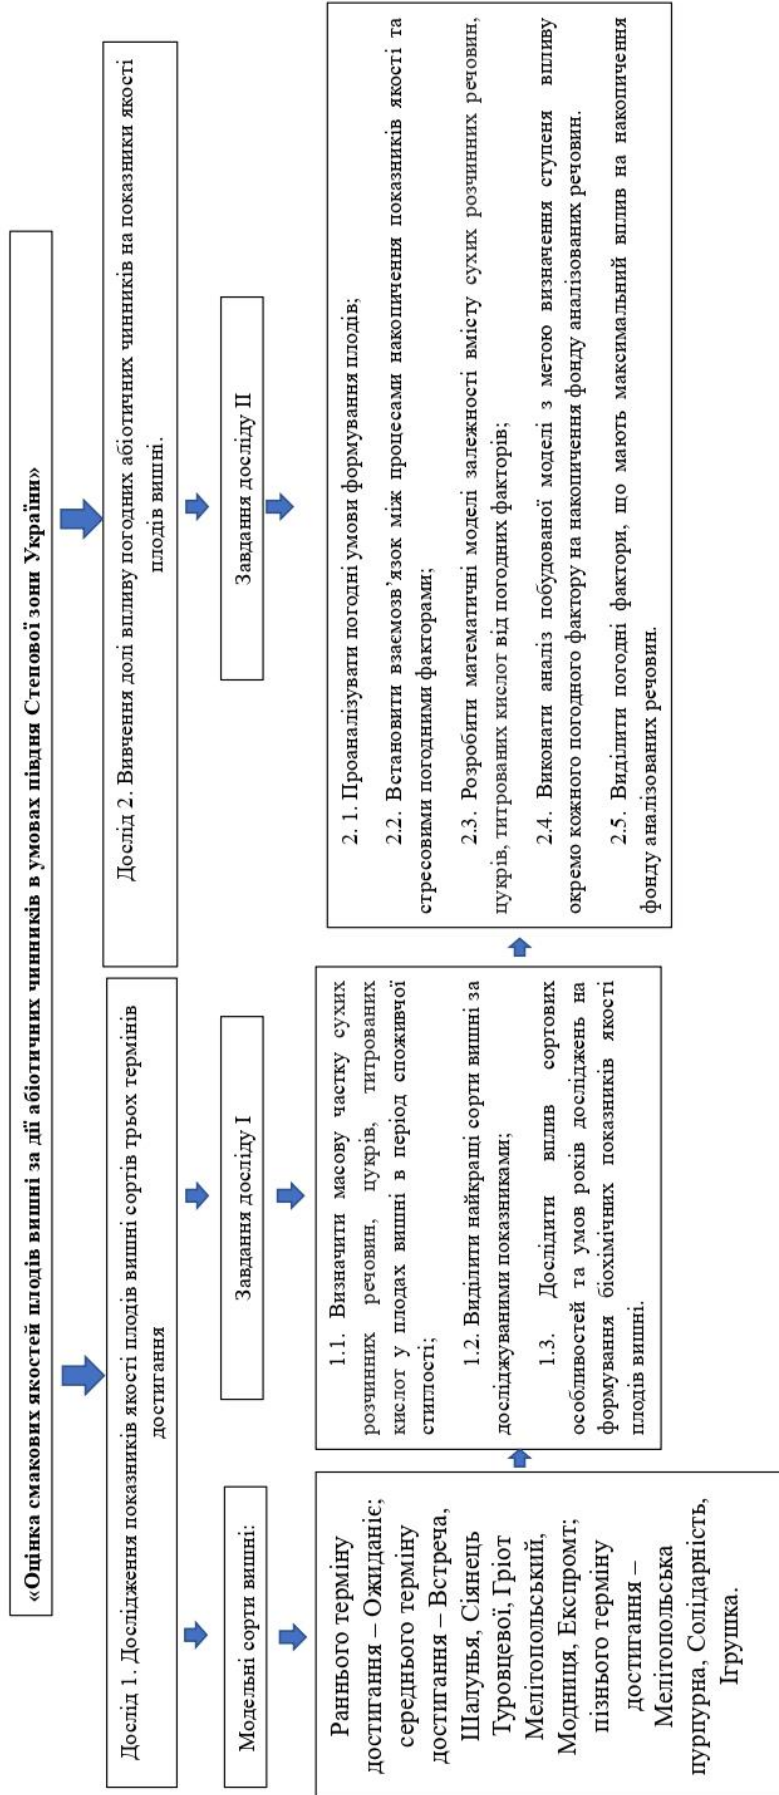 «Оцінка смакових якостей плодів вишні за дії абіотичних чинників в умовах півдня Степової зони України»
Дослід 1. Дослідження показників якості плодів вишні сортів трьох термінів
достигання
Дослід 2. Вивчення долі впливу погодних абіотичних чинників на показники якості
плодів вишні.
Модельні сорти вишні:
Завдання досліду I
Завдання досліду II
Раннього терміну
достигання – Ожиданіє;
середнього терміну
достигання – Встреча,
Шалунья, Сіянець
Туровцевої, Гріот
Мелітопольський,
Модниця, Експромт;
пізнього терміну
достигання –
Мелітопольська
пурпурна, Солідарність,
Ігрушка.
1.1. Визначити масову частку сухих
розчинних речовин, цукрів, титрованих
кислот у плодах вишні в період споживчої
стиглості;
1.2. Виділити найкращі сорти вишні за
досліджуваними показниками;
1.3. Дослідити вплив сортових
особливостей та умов років досліджень на
формування біохімічних показників якості
плодів вишні.
2. 1. Проаналізувати погодні умови формування плодів;
2.2. Встановити взаємозв'язок між процесами накопичення показників якості та
стресовими погодними факторами;
2.3. Розробити математичні моделі залежності вмісту сухих розчинних речовин,
цукрів, титрованих кислот від погодних факторів;
2.4. Виконати аналіз побудованої моделі з метою визначення ступеня впливу
окремо кожного погодного фактору на накопичення фонду аналізованих речовин.
2.5. Виділити погодні фактори, що мають максимальний вплив на накопичення
фонду аналізованих речовин.